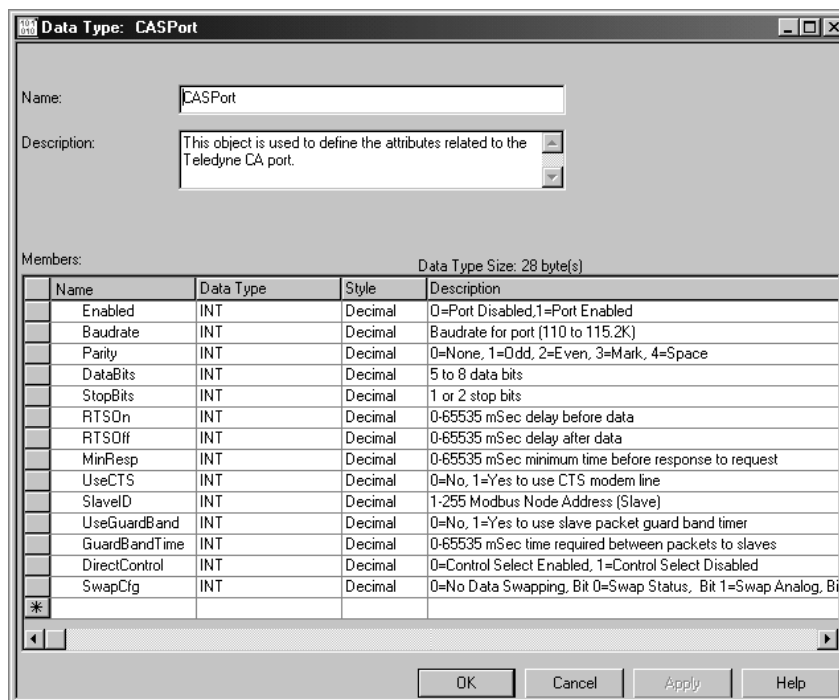 Data Type: CASPort
Name: CASPort
Description: This object is used to define the attributes related to the
Teledyne CA port.
Members: Data Type Size: 28 byte(s)
Name Data Type Style Description
Enabled INT Decimal 0=Port Disabled,1=Port Enabled
Baudrate INT Decimal Baudrate for port (110 to 115.2K)
Parity INT Decimal 0=None, 1=Odd, 2=Even, 3=Mark, 4=Space
DataBits INT Decimal 5 to 8 data bits
StopBits INT Decimal 1 or 2 stop bits
RTSOn INT Decimal 0-65535 mSec delay before data
RTSOff INT Decimal 0-65535 mSec delay after data
MinResp INT Decimal 0-65535 mSec minimum time before response to request
UseCTS INT Decimal 0=No, 1=Yes to use CTS modem line
SlaveID INT Decimal 1-255 Modbus Node Address (Slave)
UseGuardBand INT Decimal 0=No, 1=Yes to use slave packet guard band timer
GuardBandTime INT Decimal 0-65535 mSec time required between packets to slaves
DirectControl INT Decimal 0=Control Select Enabled, 1=Control Select Disabled
SwapCfg INT Decimal 0=No Data Swapping, Bit 0=Swap Status, Bit 1=Swap Analog, Bi
OK Cancel Apply Help